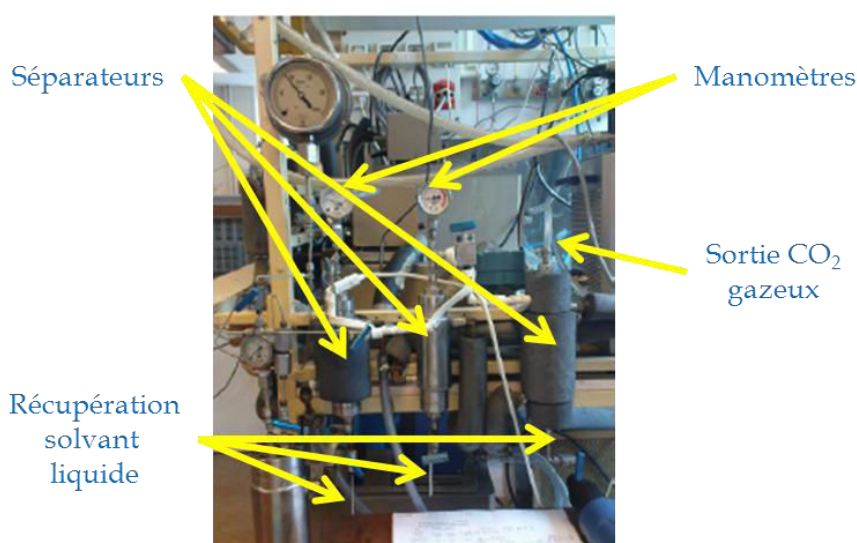 Séparateurs
Manomètres
Sortie CO₂
gazeux
Récupération
solvant
liquide